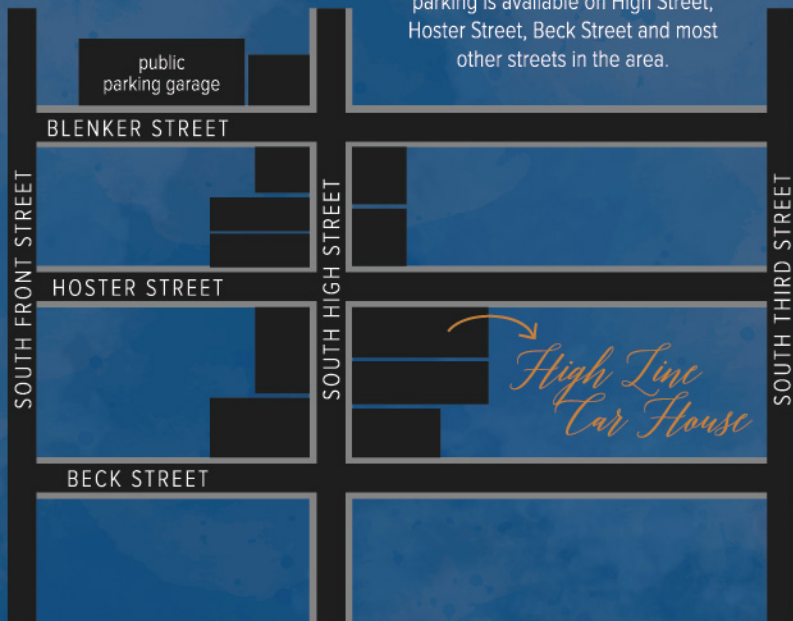 parking is available on High Street,
Hoster Street, Beck Street and most
other streets in the area.
public
parking garage
BLENKER STREET
SOUTH FRONT STREET
SOUTH HIGH STREET
SOUTH THIRD STREET
HOSTER STREET
High Line
Car House
BECK STREET